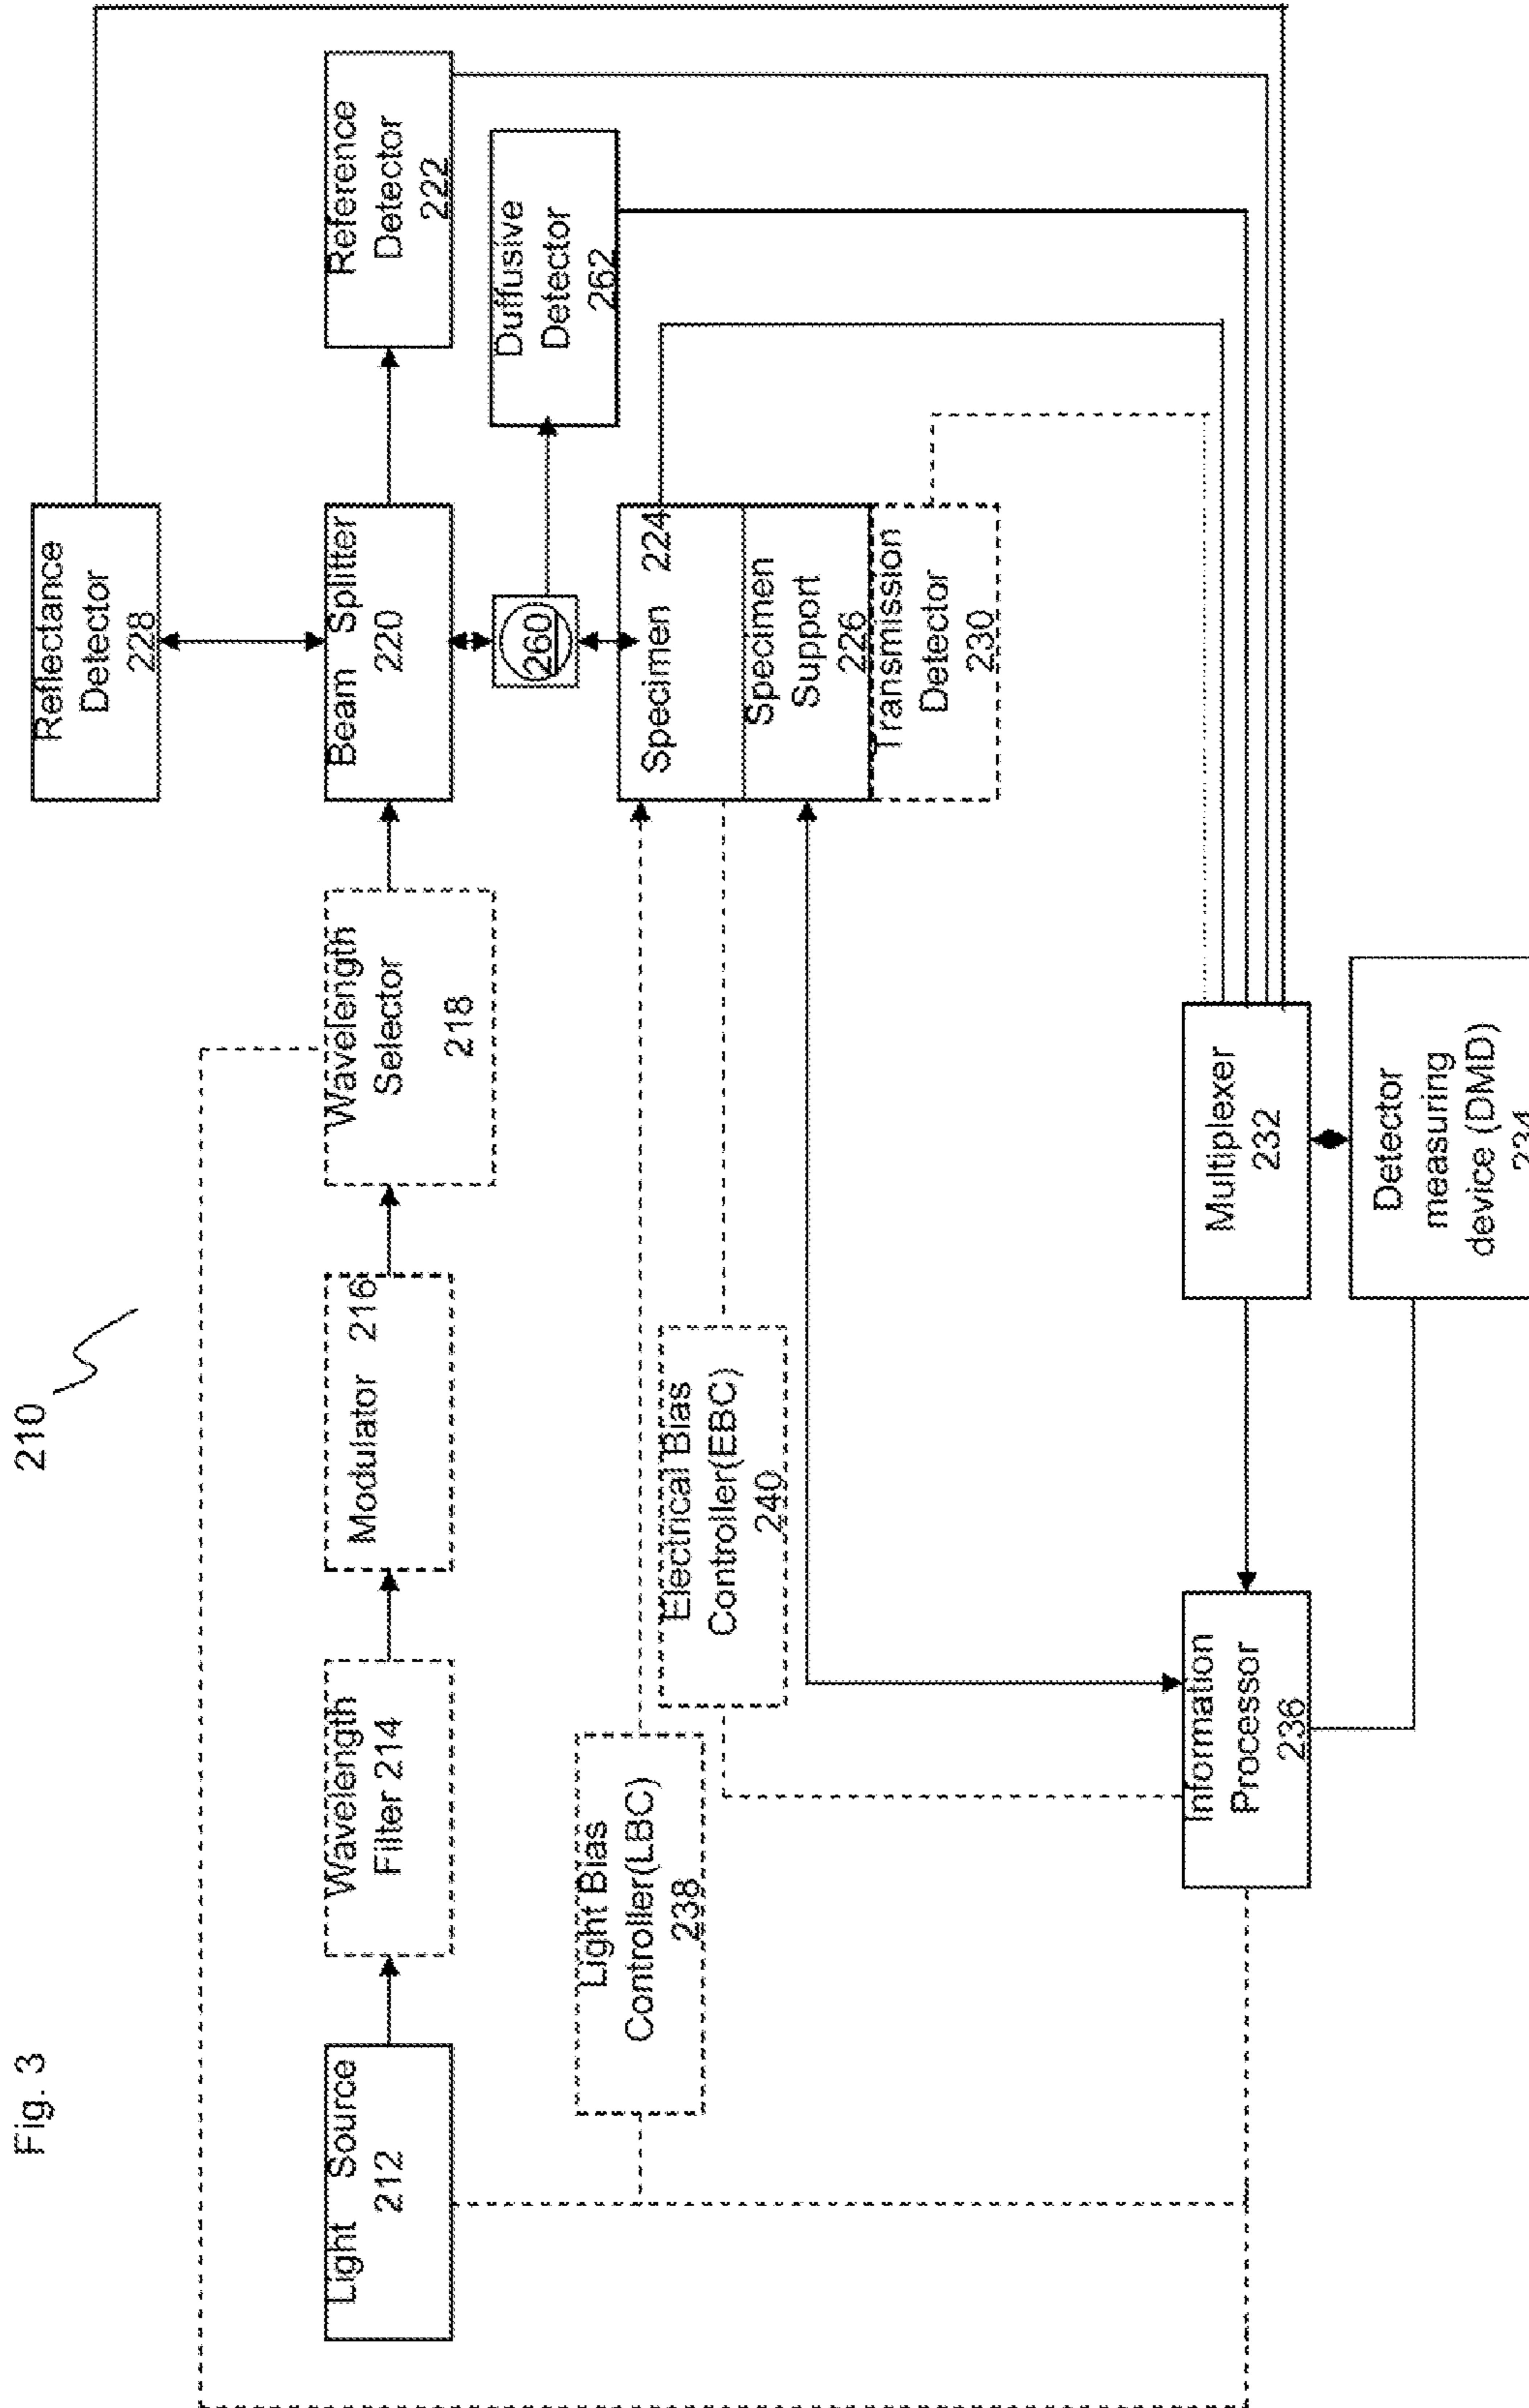 Fig. 3
210
Reflectance
Detector
228
Light Source
212
Wavelength
Filter 214
Modulator 216
Wavelength
Selector
218
Beam Splitter
220
Reference
Detector
222
260
Duffusive
Detector
262
Light Bias
Controller(LBC)
238
Electrical Bias
Controller(EBC)
240
Specimen 224
Specimen
Support
226
Transmission
Detector
230
Information
Processor
236
Multiplexer
232
Detector
measuring
device (DMD)
234